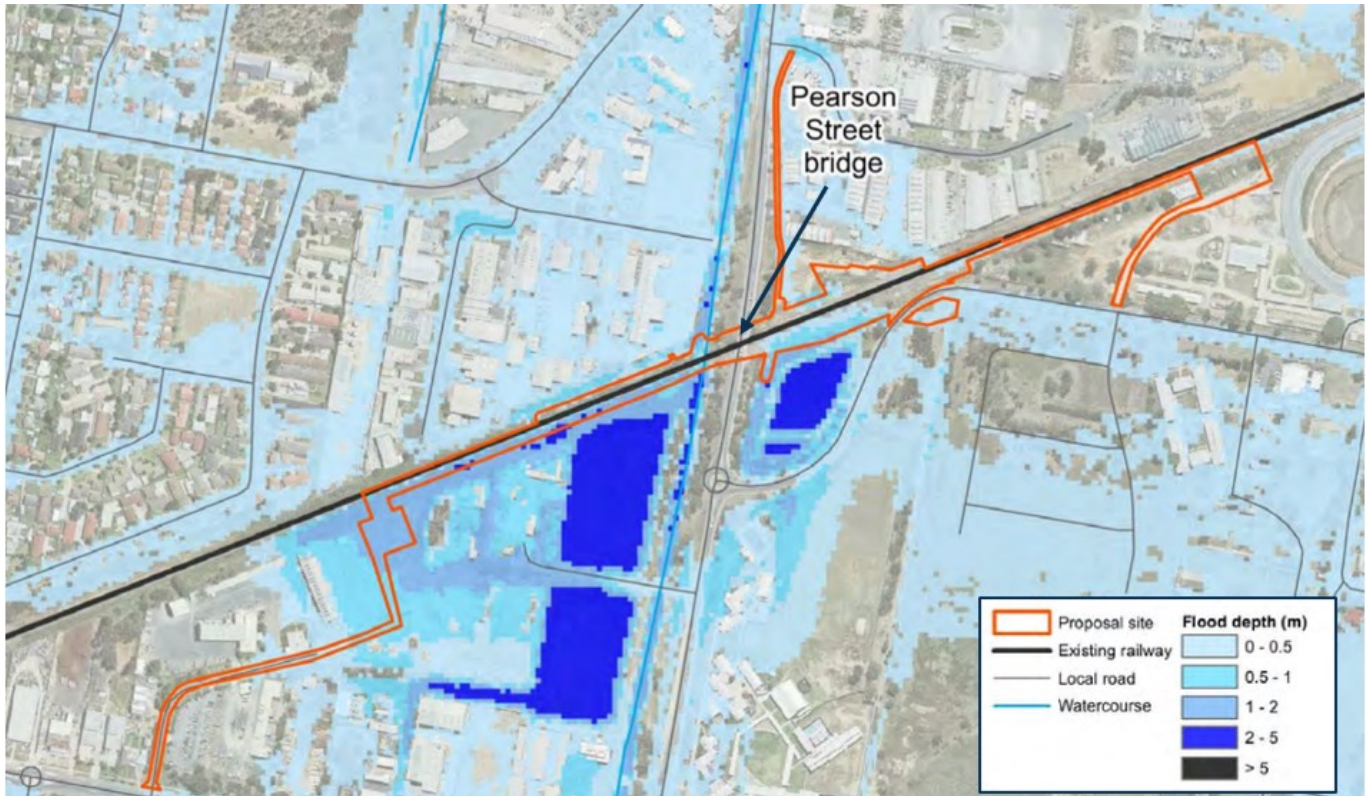 Pearson
Street
bridge
Proposal site
Existing railway
Local road
Watercourse
Flood depth (m)
0 - 0.5
0.5 - 1
1 - 2
2 - 5
> 5